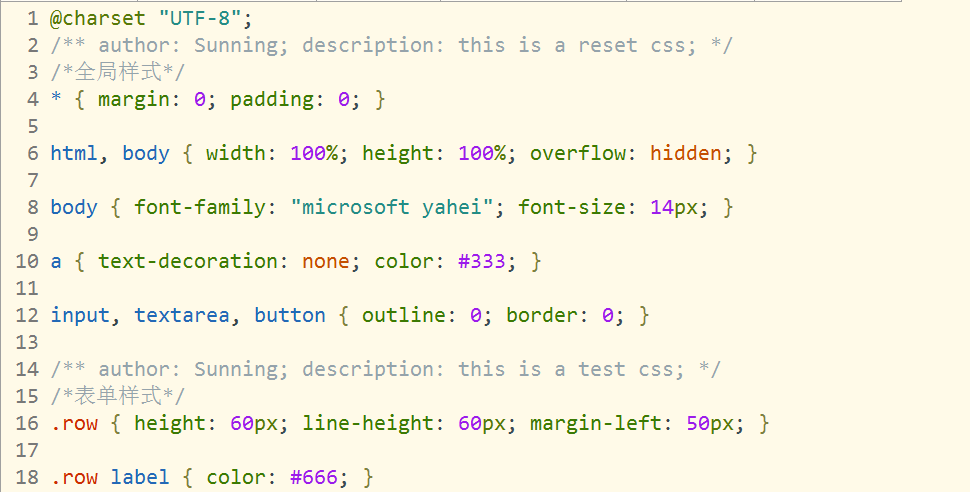 1 @charset "UTF-8";
2 /** author: Sunning; description: this is a reset css; */
3 /*全局样式*/
4 * { margin: 0; padding: 0; }
5
6 html, body { width: 100%; height: 100%; overflow: hidden; }
7
8 body { font-family: "microsoft yahei"; font-size: 14px; }
9
10 a { text-decoration: none; color: #333; }
11
12 input, textarea, button { outline: 0; border: 0; }
13
14 /** author: Sunning; description: this is a test css; */
15 /*表单样式*/
16 .row { height: 60px; line-height: 60px; margin-left: 50px; }
17
18 .row label { color: #666; }